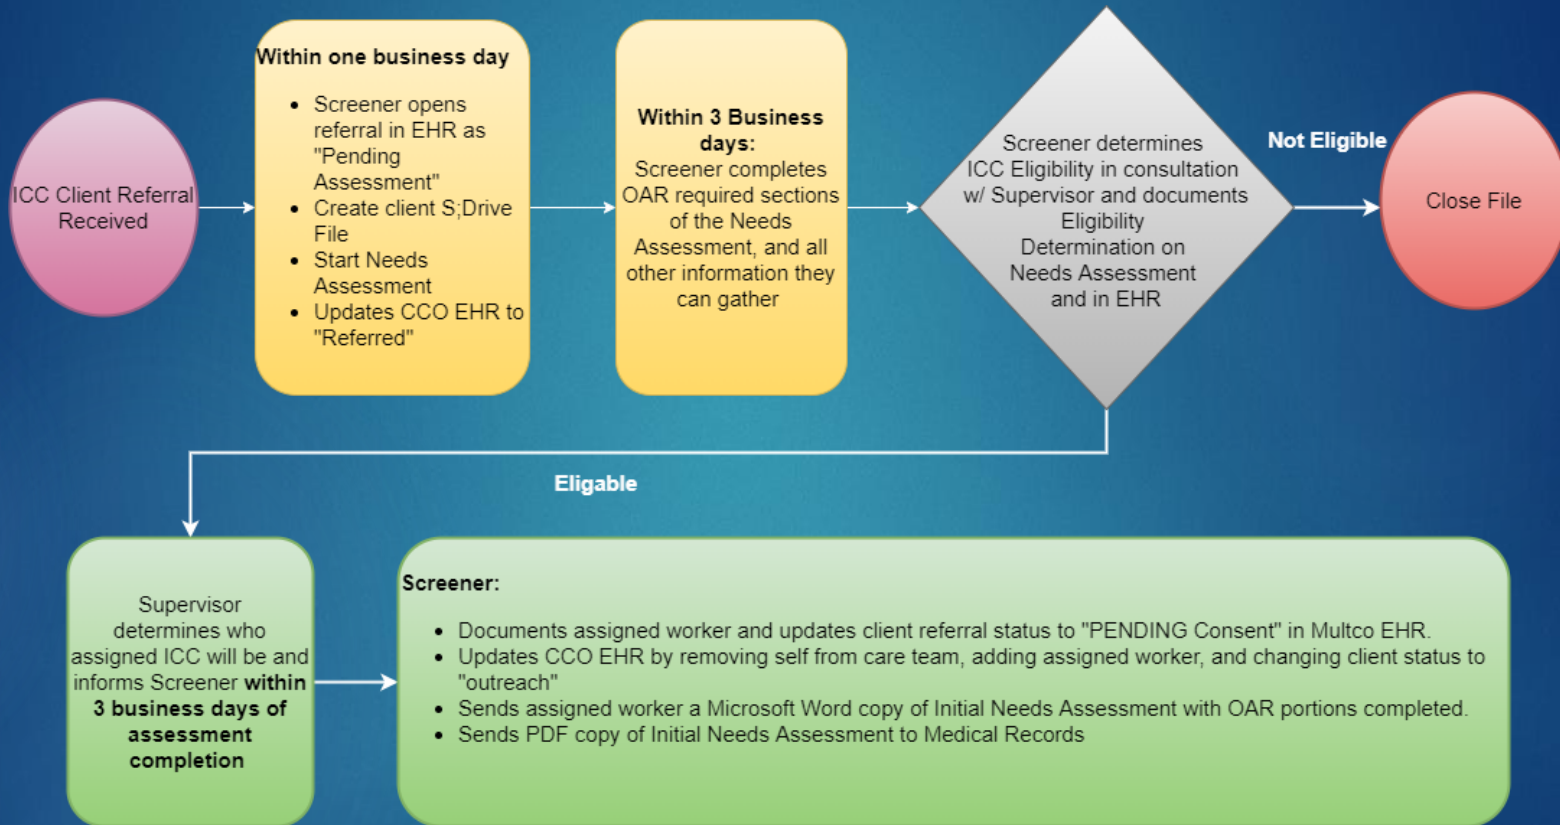 ICC Client Referral
Received
Within one business day
• Screener opens
referral in EHR as
"Pending
Assessment"
• Create client S;Drive
File
• Start Needs
Assessment
• Updates CCO EHR to
"Referred"
Within 3 Business
days:
Screener completes
OAR required sections
of the Needs
Assessment, and all
other information they
can gather
Screener determines
ICC Eligibility in consultation
w/ Supervisor and documents
Eligibility
Determination on
Needs Assessment
and in EHR
Not Eligible
Close File
Eligable
Supervisor
determines who
assigned ICC will be and
informs Screener within
3 business days of
assessment
completion
Screener:
• Documents assigned worker and updates client referral status to "PENDING Consent" in Multco EHR.
• Updates CCO EHR by removing self from care team, adding assigned worker, and changing client status to
"outreach"
• Sends assigned worker a Microsoft Word copy of Initial Needs Assessment with OAR portions completed.
• Sends PDF copy of Initial Needs Assessment to Medical Records